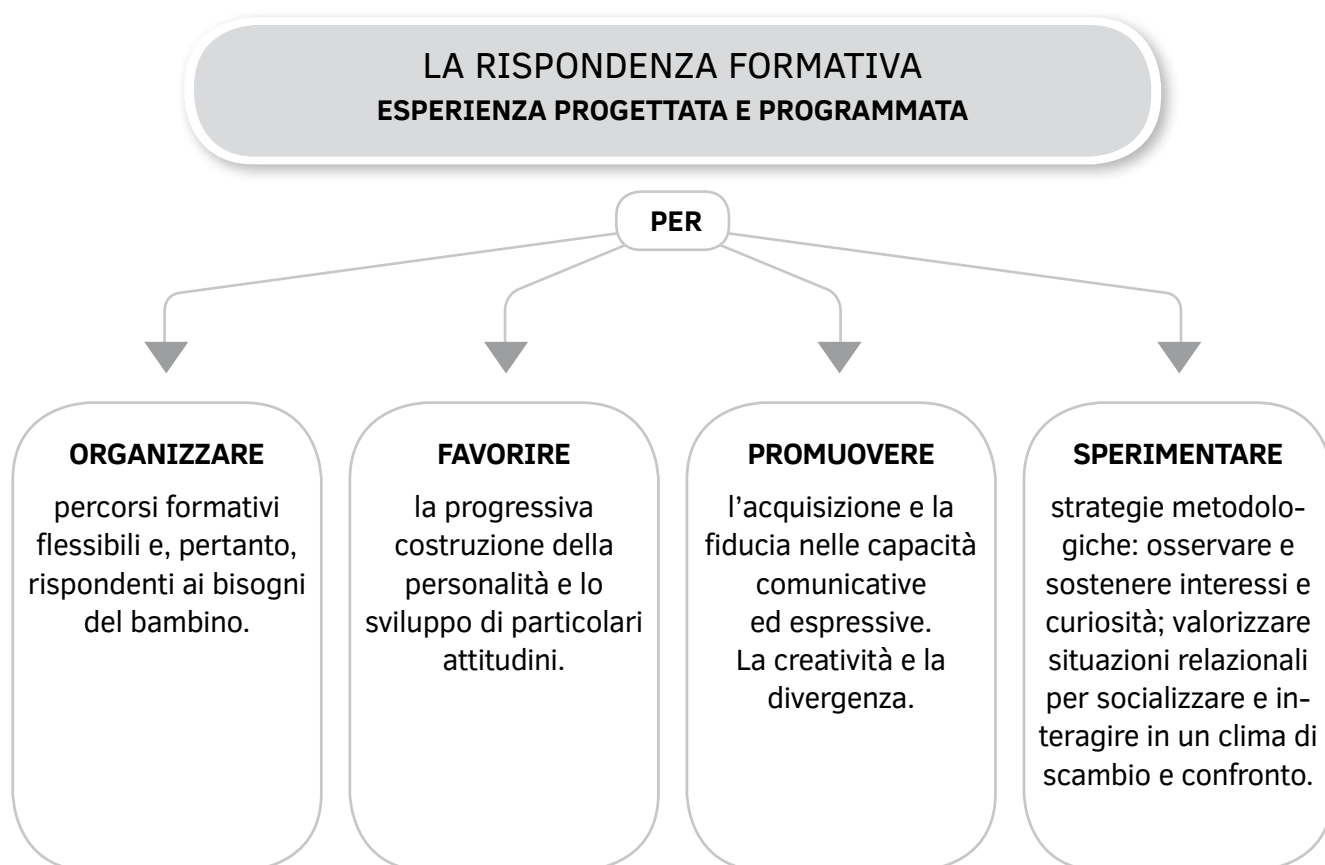 LA RISPONDENZA FORMATIVA
ESPERIENZA PROGETTATA E PROGRAMMATA
PER
ORGANIZZARE
percorsi formativi
flessibili e, pertanto,
rispondenti ai bisogni
del bambino.
FAVORIRE
la progressiva
costruzione della
personalità e lo
sviluppo di particolari
attitudini.
PROMUOVERE
l’acquisizione e la
fiducia nelle capacità
comunicative
ed espressive.
La creatività e la
divergenza.
SPERIMENTARE
strategie metodolo-
giche: osservare e
sostenere interessi e
curiosità; valorizzare
situazioni relazionali
per socializzare e in-
teragire in un clima di
scambio e confronto.